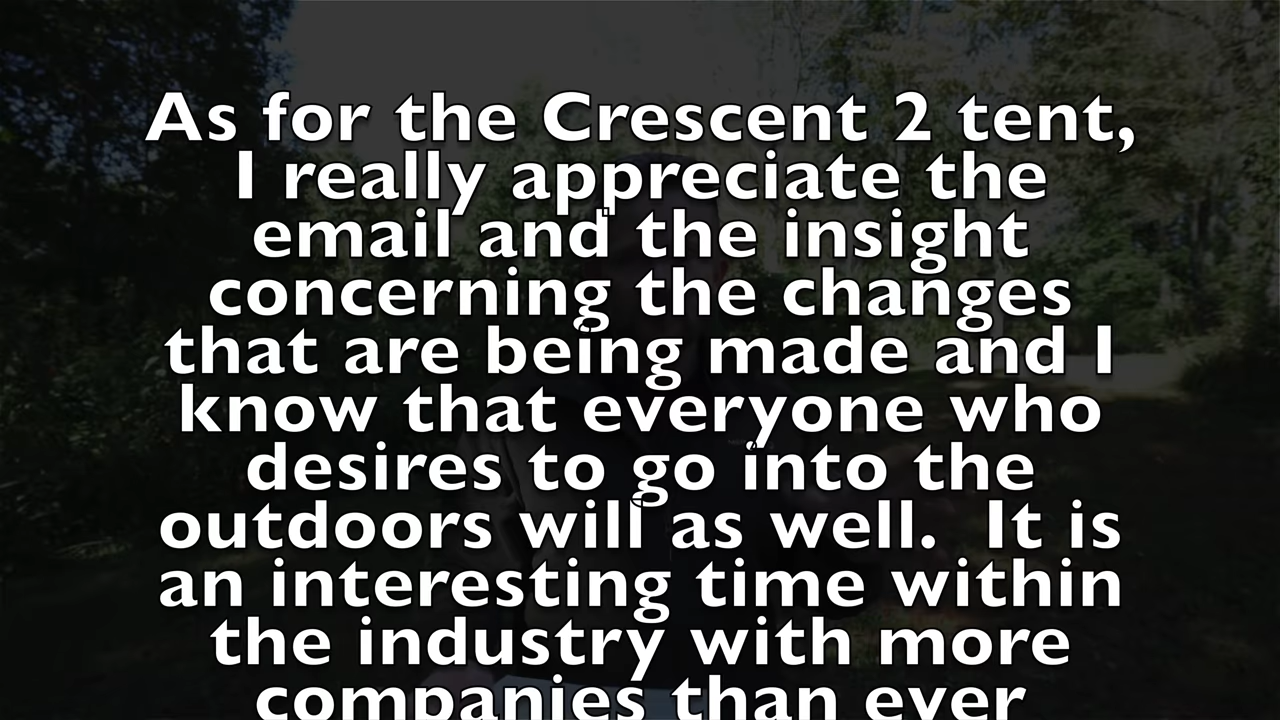 As for the Crescent 2 tent,
I really appreciate the
email and the insight
concerning the changes
that are being made and I
know that everyone who
desires to go into the
outdoors will as well.  It is
an interesting time within
the industry with more
companies than ever